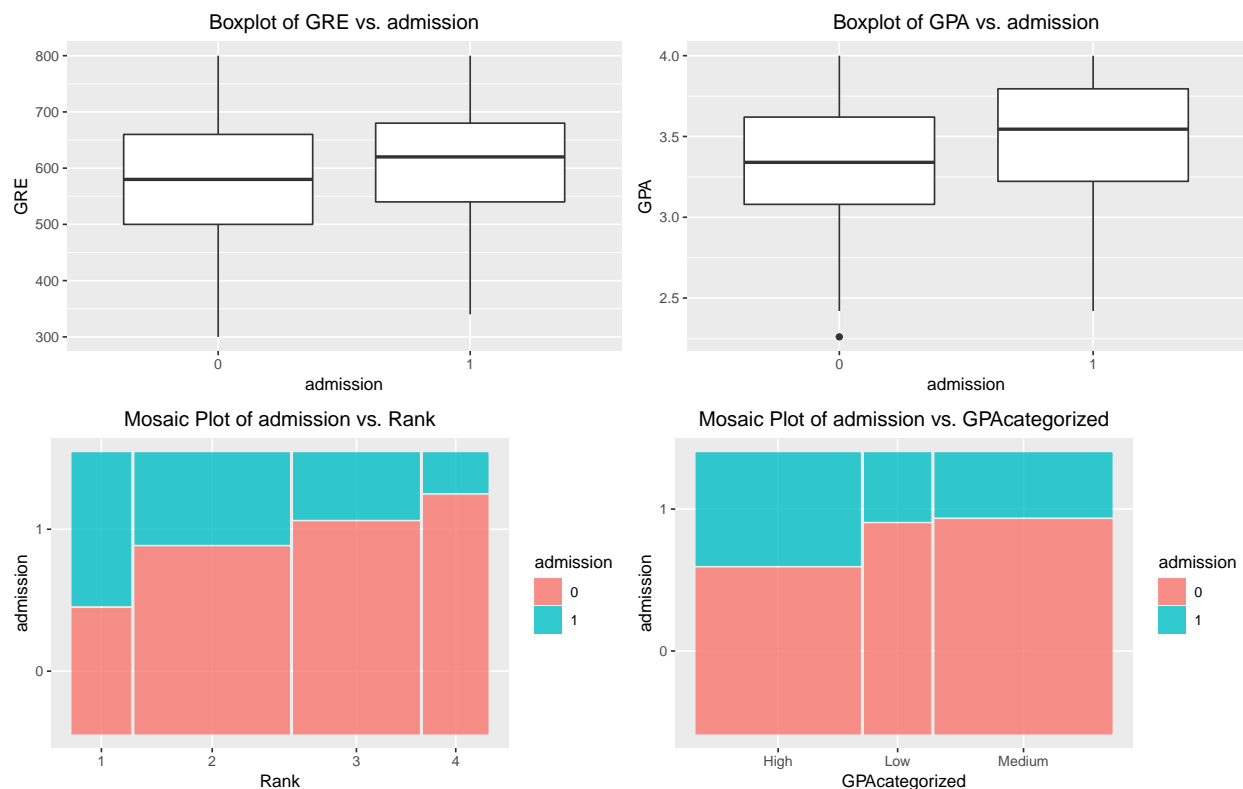 Boxplot of GRE vs. admission
800
700
600
500
400
300
GRE
0
1
admission
Boxplot of GPA vs. admission
4.0
3.5
3.0
2.5
GPA
0
1
admission
Mosaic Plot of admission vs. Rank
1
0
admission
1
2
3
4
Rank
admission
0
1
Mosaic Plot of admission vs. GPAcategorized
1
0
admission
High
Low
Medium
GPAcategorized
admission
0
1